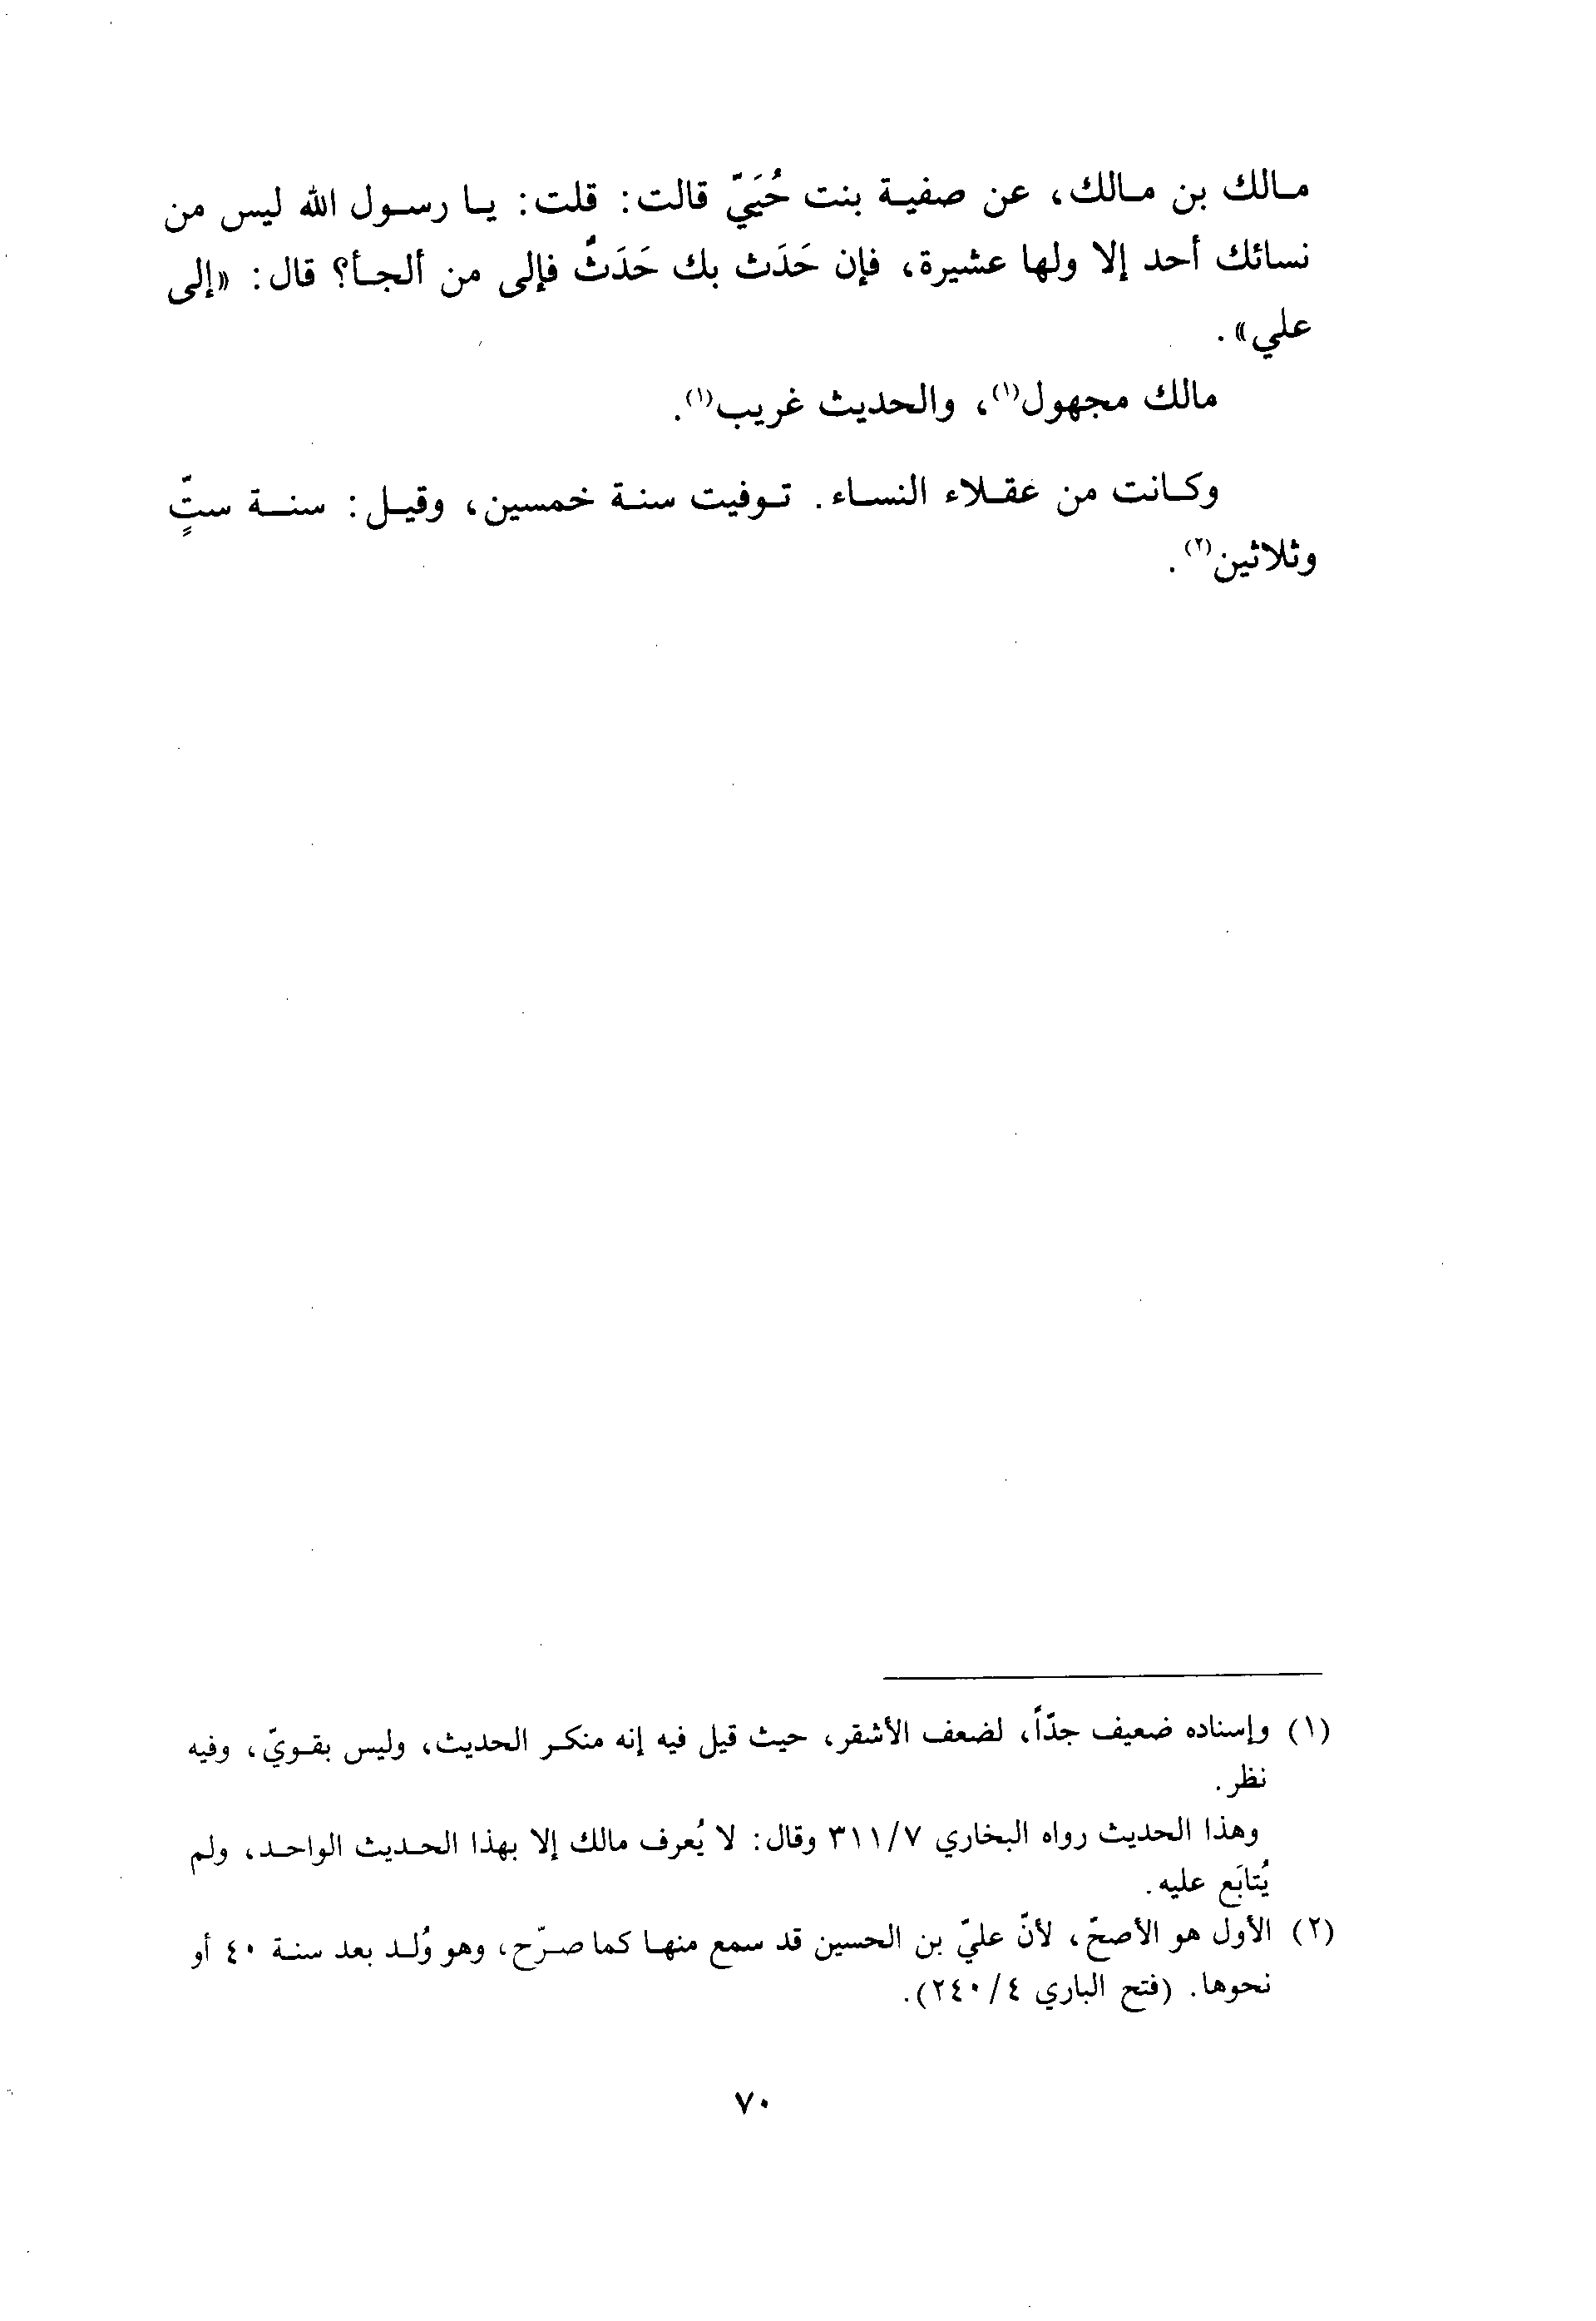 مالك بن مالك، عن صفية بنت حُيَيّ قالت: قلت: يا رسول الله ليس من
نسائك أحد إلا ولها عشيرة، فإن حَدَث بك حَدَثٌ فإلى من ألجأ؟ قال: «إلى
علي».
مالك مجهول(١)، والحديث غريب(١).
وكانت من عقلاء النساء. توفيت سنة خمسين، وقيل: سنة ستٍّ
وثلاثين(٢).
(١) وإسناده ضعيف جدّاً، لضعف الأشقر، حيث قيل فيه إنه منكر الحديث، وليس بقويّ، وفيه
نظر.
وهذا الحديث رواه البخاري ٣١١/٧ وقال: لا يُعرف مالك إلا بهذا الحديث الواحد، ولم
يُتابَع عليه.
(٢) الأول هو الأصحّ، لأنّ عليّ بن الحسين قد سمع منها كما صرّح، وهو وُلد بعد سنة ٤٠ أو
نحوها. (فتح الباري ٢٤٠/٤).
٧٠